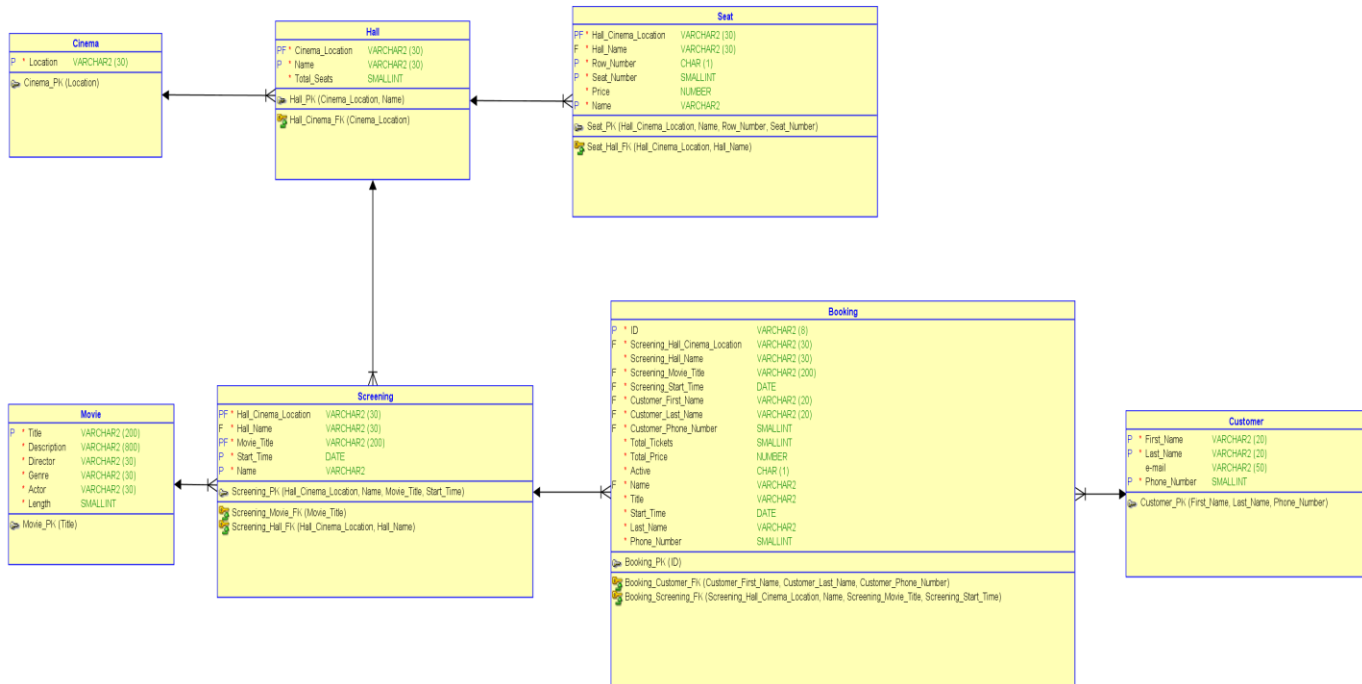 Cinema
P * Location VARCHAR2 (30)
Cinema_PK (Location)
Hall
PF * Cinema_Location VARCHAR2 (30)
P * Name VARCHAR2 (30)
* Total_Seats SMALLINT
Hall_PK (Cinema_Location, Name)
Hall_Cinema_FK (Cinema_Location)
Seat
PF * Hall_Cinema_Location VARCHAR2 (30)
F * Hall_Name VARCHAR2 (30)
P * Row_Number CHAR (1)
P * Seat_Number SMALLINT
* Price NUMBER
P * Name VARCHAR2
Seat_PK (Hall_Cinema_Location, Name, Row_Number, Seat_Number)
Seat_Hall_FK (Hall_Cinema_Location, Hall_Name)
Movie
P * Title VARCHAR2 (200)
* Description VARCHAR2 (800)
* Director VARCHAR2 (30)
* Genre VARCHAR2 (30)
* Actor VARCHAR2 (30)
* Length SMALLINT
Movie_PK (Title)
Screening
PF * Hall_Cinema_Location VARCHAR2 (30)
F * Hall_Name VARCHAR2 (30)
PF * Movie_Title VARCHAR2 (200)
P * Start_Time DATE
P * Name VARCHAR2
Screening_PK (Hall_Cinema_Location, Name, Movie_Title, Start_Time)
Screening_Movie_FK (Movie_Title)
Screening_Hall_FK (Hall_Cinema_Location, Hall_Name)
Booking
P * ID VARCHAR2 (8)
F * Screening_Hall_Cinema_Location VARCHAR2 (30)
* Screening_Hall_Name VARCHAR2 (30)
F * Screening_Movie_Title VARCHAR2 (200)
F * Screening_Start_Time DATE
F * Customer_First_Name VARCHAR2 (20)
F * Customer_Last_Name VARCHAR2 (20)
F * Customer_Phone_Number SMALLINT
* Total_Tickets SMALLINT
* Total_Price NUMBER
* Active CHAR (1)
F * Name VARCHAR2
* Title VARCHAR2
* Start_Time DATE
* Last_Name VARCHAR2
* Phone_Number SMALLINT
Booking_PK (ID)
Booking_Customer_FK (Customer_First_Name, Customer_Last_Name, Customer_Phone_Number)
Booking_Screening_FK (Screening_Hall_Cinema_Location, Name, Screening_Movie_Title, Screening_Start_Time)
Customer
P * First_Name VARCHAR2 (20)
P * Last_Name VARCHAR2 (20)
e-mail VARCHAR2 (50)
P * Phone_Number SMALLINT
Customer_PK (First_Name, Last_Name, Phone_Number)